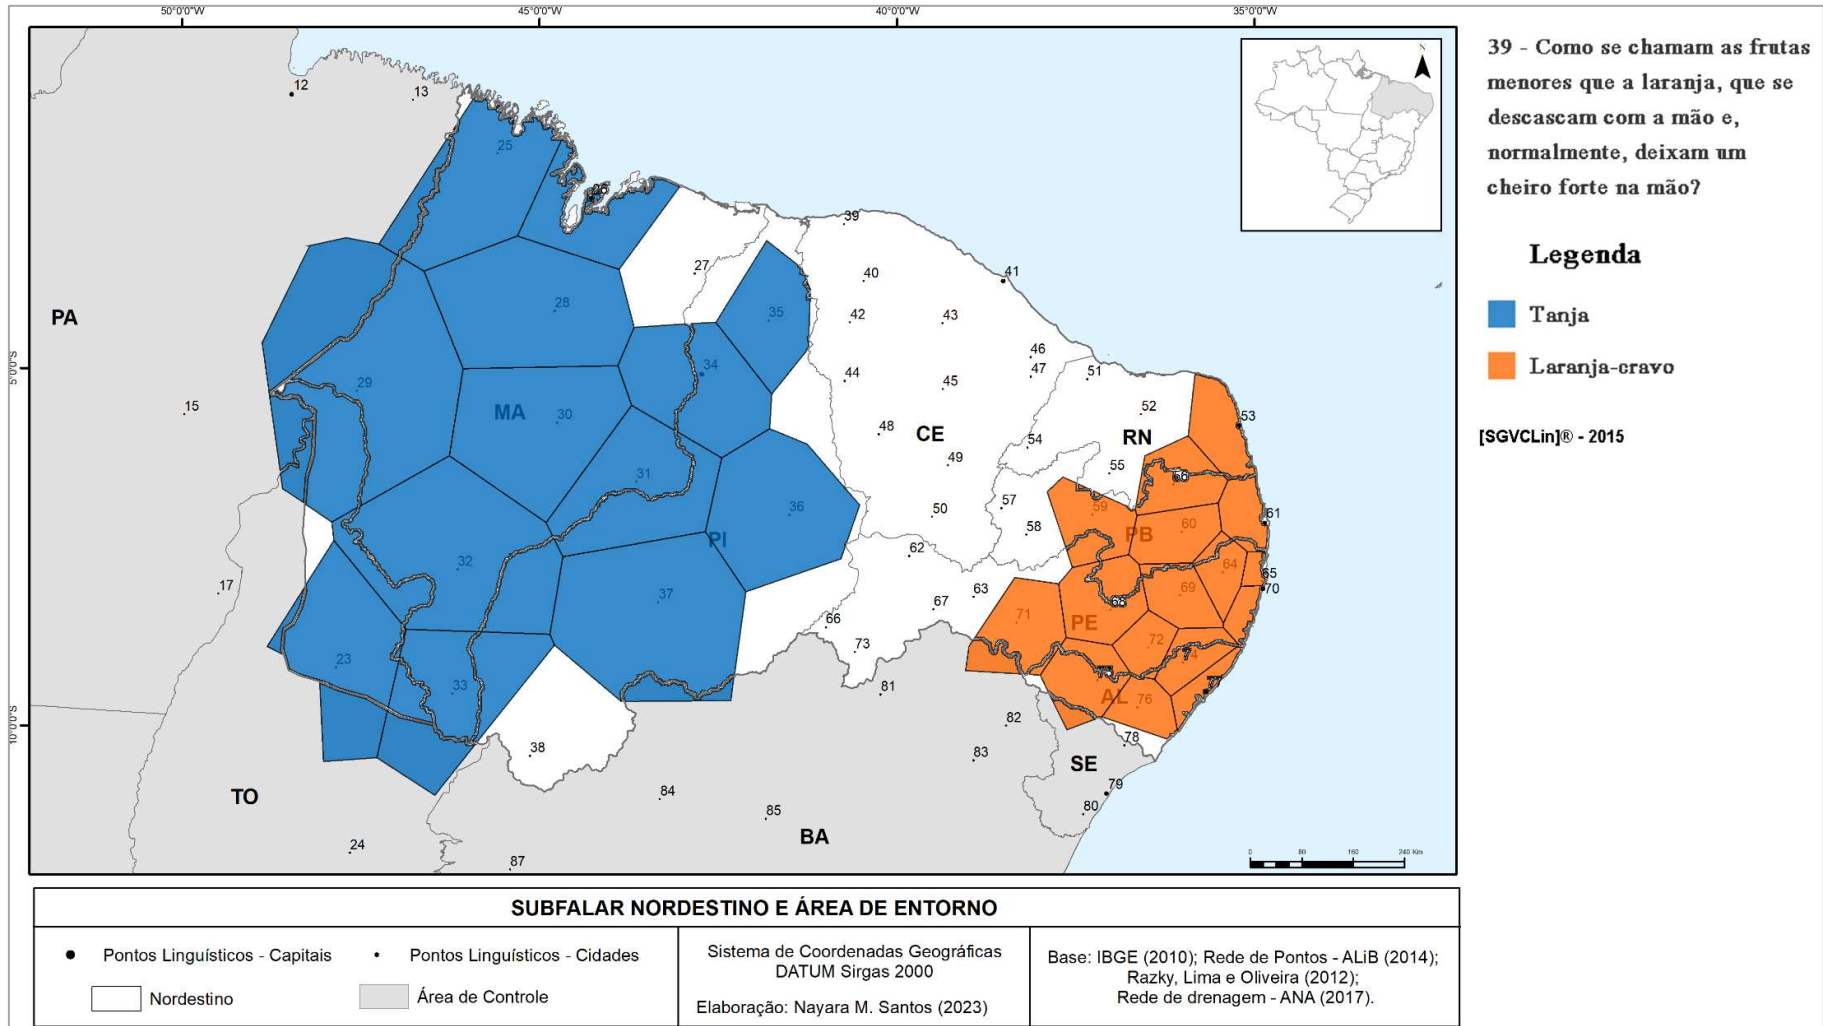 50°0'0"O
45°0'0"O
40°0'0"O
35°0'0"O
5°0'0"S
10°0'0"S
12
13
25
27
39
40
41
28
35
42
43
PA
34
46
47
51
44
45
29
15
MA
30
52
53
48
CE
RN
54
49
55
31
57
59
36
50
61
58
PB
60
PI
62
32
64
65
17
37
63
70
67
69
71
PE
66
72
73
23
33
81
AL
76
77
82
38
78
83
SE
79
84
80
TO
85
BA
24
87
N
0 80 160 240 Km
39 - Como se chamam as frutas
menores que a laranja, que se
descascam com a mão e,
normalmente, deixam um
cheiro forte na mão?
Legenda
Tanja
Laranja-cravo
[SGVCLin]® - 2015
SUBFALAR NORDESTINO E ÁREA DE ENTORNO
Pontos Linguísticos - Capitais
Pontos Linguísticos - Cidades
Nordestino
Área de Controle
Sistema de Coordenadas Geográficas
DATUM Sirgas 2000
Elaboração: Nayara M. Santos (2023)
Base: IBGE (2010); Rede de Pontos - ALiB (2014);
Razky, Lima e Oliveira (2012);
Rede de drenagem - ANA (2017).